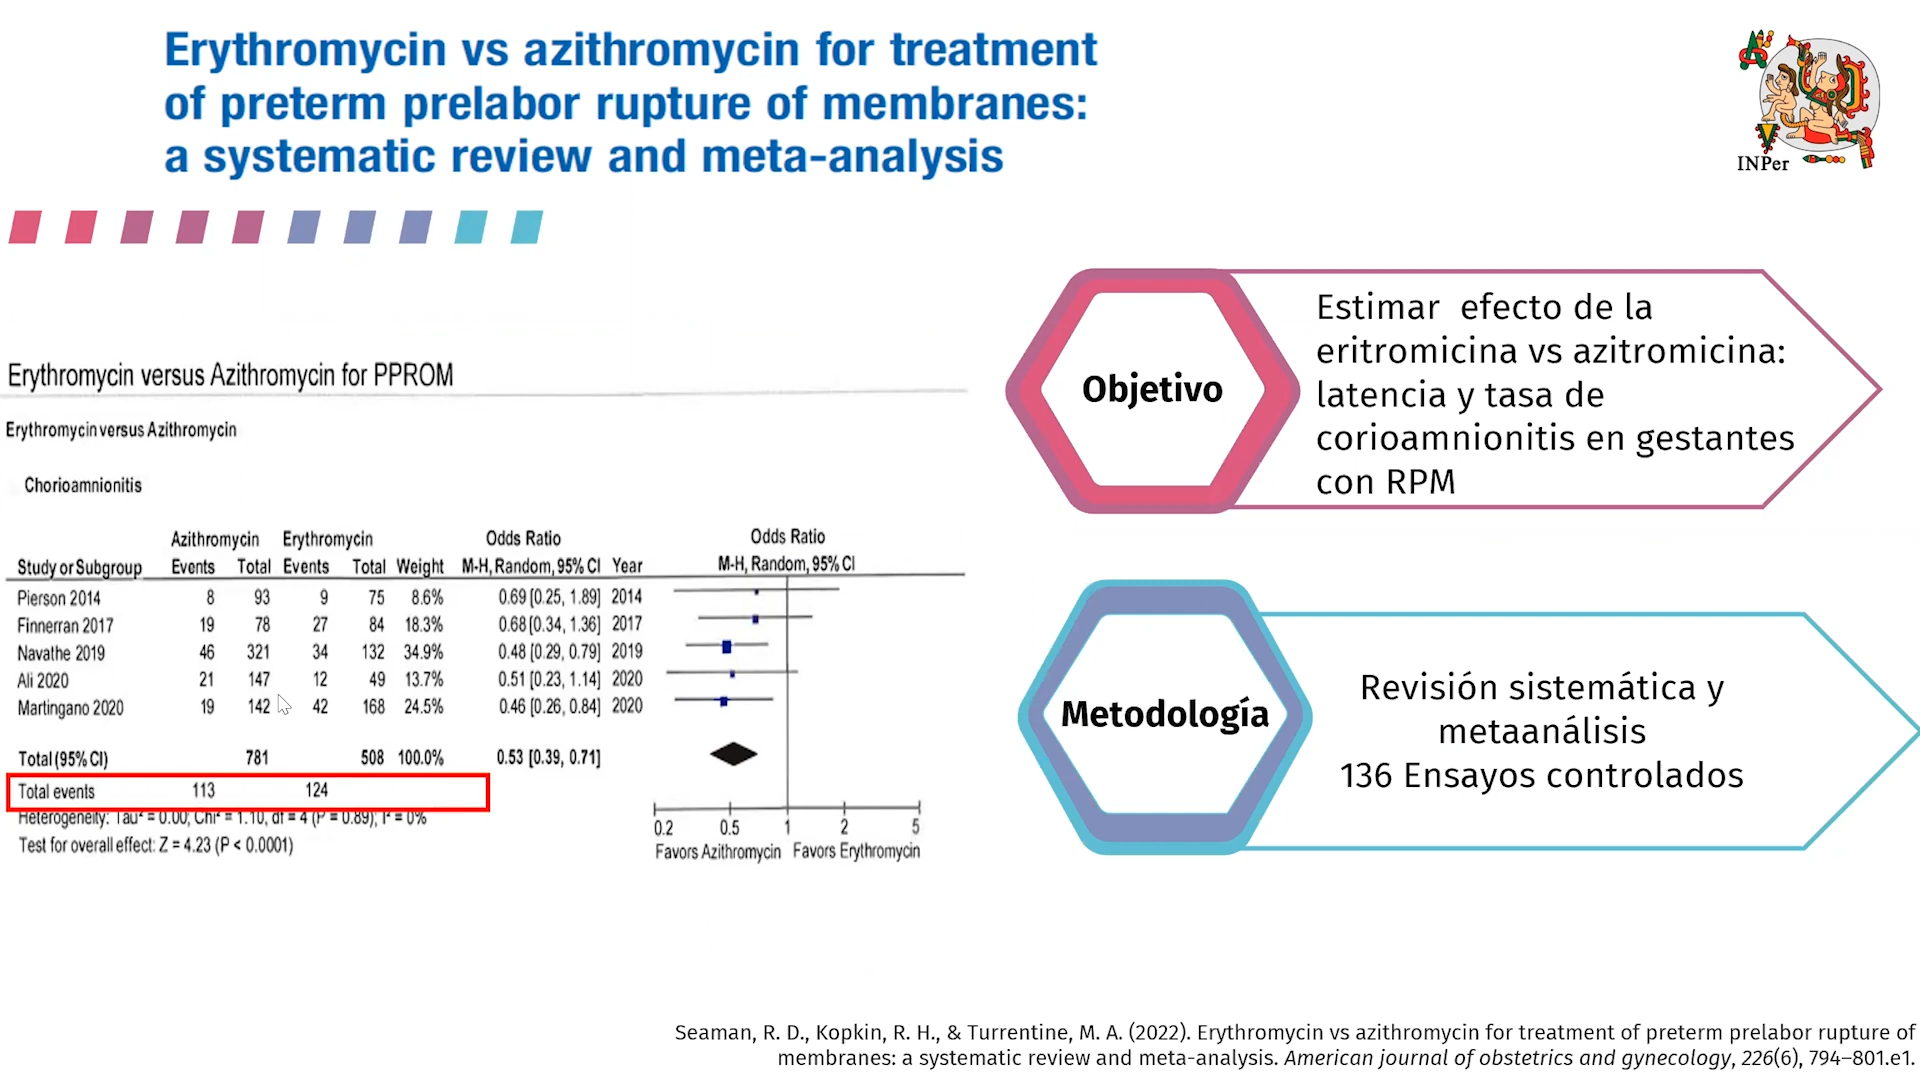 Erythromycin vs azithromycin for treatment
of preterm prelabor rupture of membranes:
a systematic review and meta-analysis
INPer
Erythromycin versus Azithromycin for PPROM
Erythromycin versus Azithromycin
Chorioamnionitis
Azithromycin Erythromycin Odds Ratio Odds Ratio
Study or Subgroup Events Total Events Total Weight M-H, Random, 95% CI Year M-H, Random, 95% CI
Pierson 2014 8 93 9 75 8.6% 0.69 [0.25, 1.89] 2014
Finnerran 2017 19 78 27 84 18.3% 0.68 [0.34, 1.36] 2017
Navathe 2019 46 321 34 132 34.9% 0.48 [0.29, 0.79] 2019
Ali 2020 21 147 12 49 13.7% 0.51 [0.23, 1.14] 2020
Martingano 2020 19 142 42 168 24.5% 0.46 [0.26, 0.84] 2020
Total (95% CI) 781 508 100.0% 0.53 [0.39, 0.71]
Total events 113 124
Heterogeneity: Tau² = 0.00; Chi² = 1.10, df = 4 (P = 0.89); I² = 0%
Test for overall effect: Z = 4.23 (P < 0.0001)
0.2 0.5 1 2 5
Favors Azithromycin Favors Erythromycin
Objetivo
Estimar efecto de la
eritromicina vs azitromicina:
latencia y tasa de
corioamnionitis en gestantes
con RPM
Metodología
Revisión sistemática y
metaanálisis
136 Ensayos controlados
Seaman, R. D., Kopkin, R. H., & Turrentine, M. A. (2022). Erythromycin vs azithromycin for treatment of preterm prelabor rupture of
membranes: a systematic review and meta-analysis. American journal of obstetrics and gynecology, 226(6), 794–801.e1.